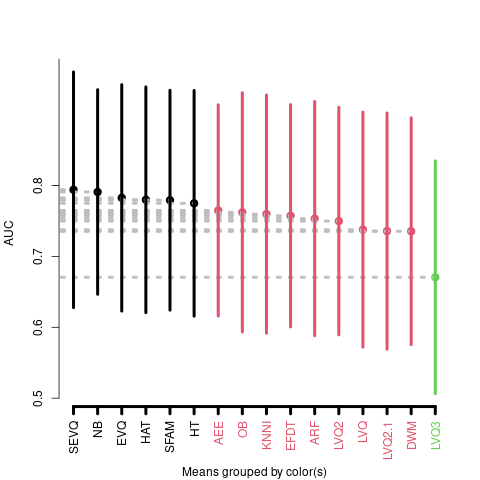 AUC
0.8
0.7
0.6
0.5
SEVQ
NB
EVQ
HAT
SFAM
HT
AEE
OB
KNNI
EFDT
ARF
LVQ2
LVQ
LVQ2.1
DWM
LVQ3
Means grouped by color(s)